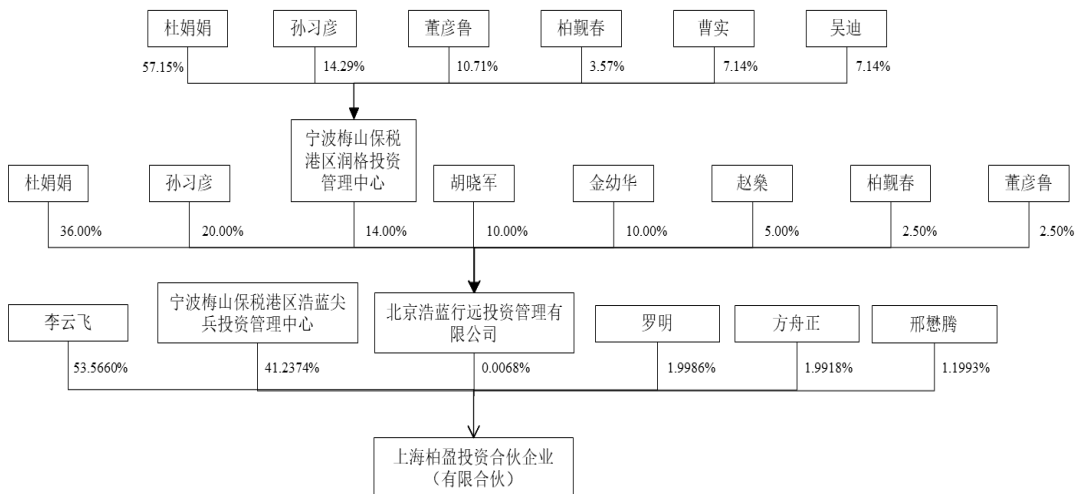 杜娟娟
孙习彦
董彦鲁
柏觐春
曹实
吴迪
57.15%
14.29%
10.71%
3.57%
7.14%
7.14%
宁波梅山保税
港区润格投资
管理中心
杜娟娟
孙习彦
胡晓军
金幼华
赵燊
柏觐春
董彦鲁
36.00%
20.00%
14.00%
10.00%
10.00%
5.00%
2.50%
2.50%
李云飞
宁波梅山保税港区浩蓝尖
兵投资管理中心
北京浩蓝行远投资管理有
限公司
罗明
方舟正
邢懋腾
53.5660%
41.2374%
0.0068%
1.9986%
1.9918%
1.1993%
上海柏盈投资合伙企业
（有限合伙）